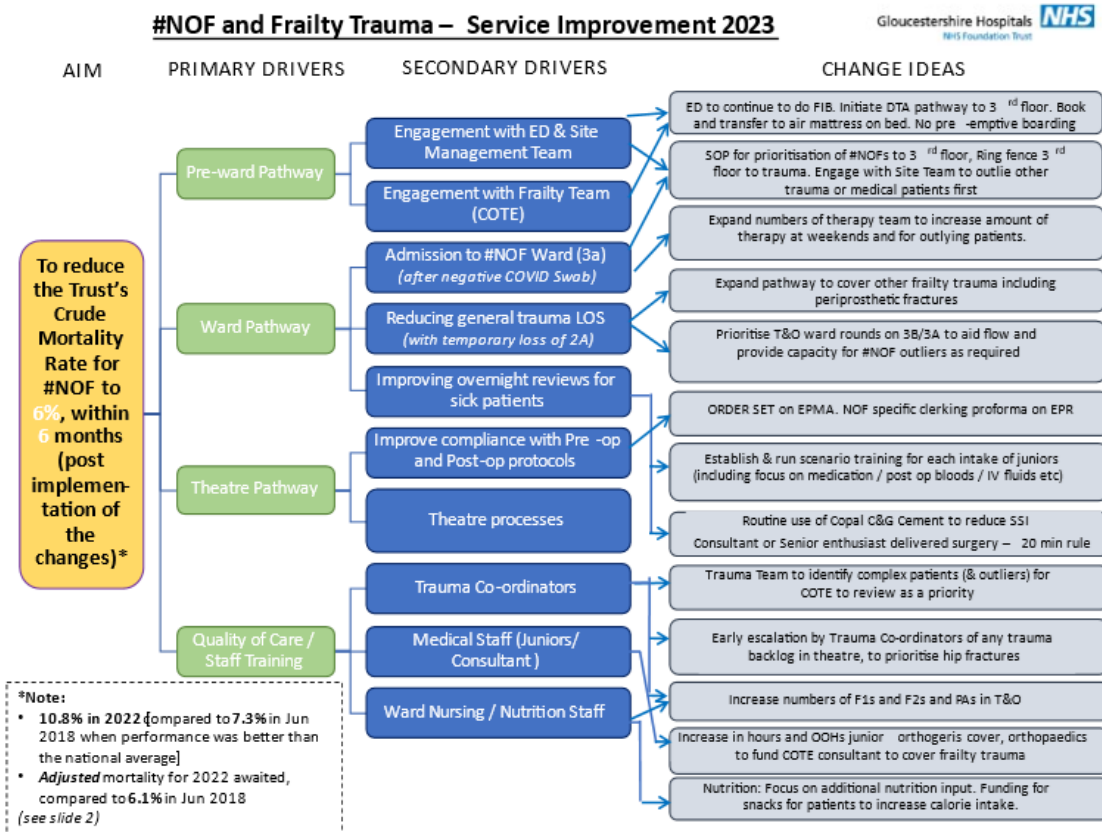 #NOF and Frailty Trauma – Service Improvement 2023
Gloucestershire Hospitals NHS
NHS Foundation Trust
AIM
PRIMARY DRIVERS
SECONDARY DRIVERS
CHANGE IDEAS
To reduce
the Trust's
Crude
Mortality
Rate for
#NOF to
6%, within
6 months
(post
implemen-
tation of
the
changes)*
Pre-ward Pathway
Ward Pathway
Theatre Pathway
Quality of Care /
Staff Training
Engagement with ED & Site
Management Team
Engagement with Frailty Team
(COTE)
Admission to #NOF Ward (3a)
(after negative COVID Swab)
Reducing general trauma LOS
(with temporary loss of 2A)
Improving overnight reviews for
sick patients
Improve compliance with Pre -op
and Post-op protocols
Theatre processes
Trauma Co-ordinators
Medical Staff (Juniors/
Consultant )
Ward Nursing / Nutrition Staff
ED to continue to do FIB. Initiate DTA pathway to 3 rd floor. Book
and transfer to air mattress on bed. No pre -emptive boarding
SOP for prioritisation of #NOFs to 3 rd floor, Ring fence 3 rd
floor to trauma. Engage with Site Team to outlie other
trauma or medical patients first
Expand numbers of therapy team to increase amount of
therapy at weekends and for outlying patients.
Expand pathway to cover other frailty trauma including
periprosthetic fractures
Prioritise T&O ward rounds on 3B/3A to aid flow and
provide capacity for #NOF outliers as required
ORDER SET on EPMA. NOF specific clerking proforma on EPR
Establish & run scenario training for each intake of juniors
(including focus on medication / post op bloods / IV fluids etc)
Routine use of Copal C&G Cement to reduce SSI
Consultant or Senior enthusiast delivered surgery – 20 min rule
Trauma Team to identify complex patients (& outliers) for
COTE to review as a priority
Early escalation by Trauma Co-ordinators of any trauma
backlog in theatre, to prioritise hip fractures
Increase numbers of F1s and F2s and PAs in T&O
Increase in hours and OOHs junior orthogeris cover, orthopaedics
to fund COTE consultant to cover frailty trauma
Nutrition: Focus on additional nutrition input. Funding for
snacks for patients to increase calorie intake.
*Note:
• 10.8% in 2022 [compared to 7.3% in Jun
2018 when performance was better than
the national average]
• Adjusted mortality for 2022 awaited,
compared to 6.1% in Jun 2018
(see slide 2)